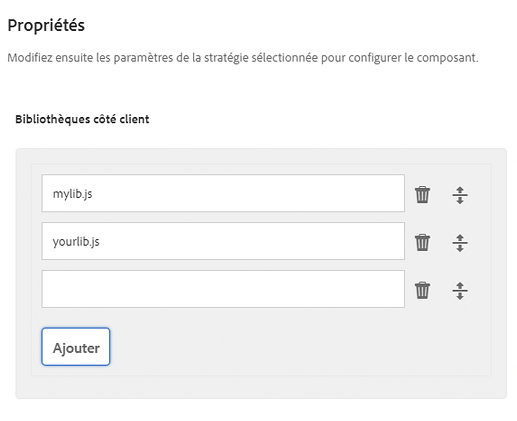 Propriétés
Modifiez ensuite les paramètres de la stratégie sélectionnée pour configurer le composant.
Bibliothèques côté client
mylib.js
yourlib.js
Ajouter